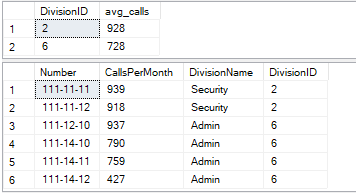 DivisionID avg_calls
1 2 928
2 6 728
Number CallsPerMonth DivisionName DivisionID
1 111-11-11 939 Security 2
2 111-11-12 918 Security 2
3 111-12-10 937 Admin 6
4 111-14-10 790 Admin 6
5 111-14-11 759 Admin 6
6 111-14-12 427 Admin 6